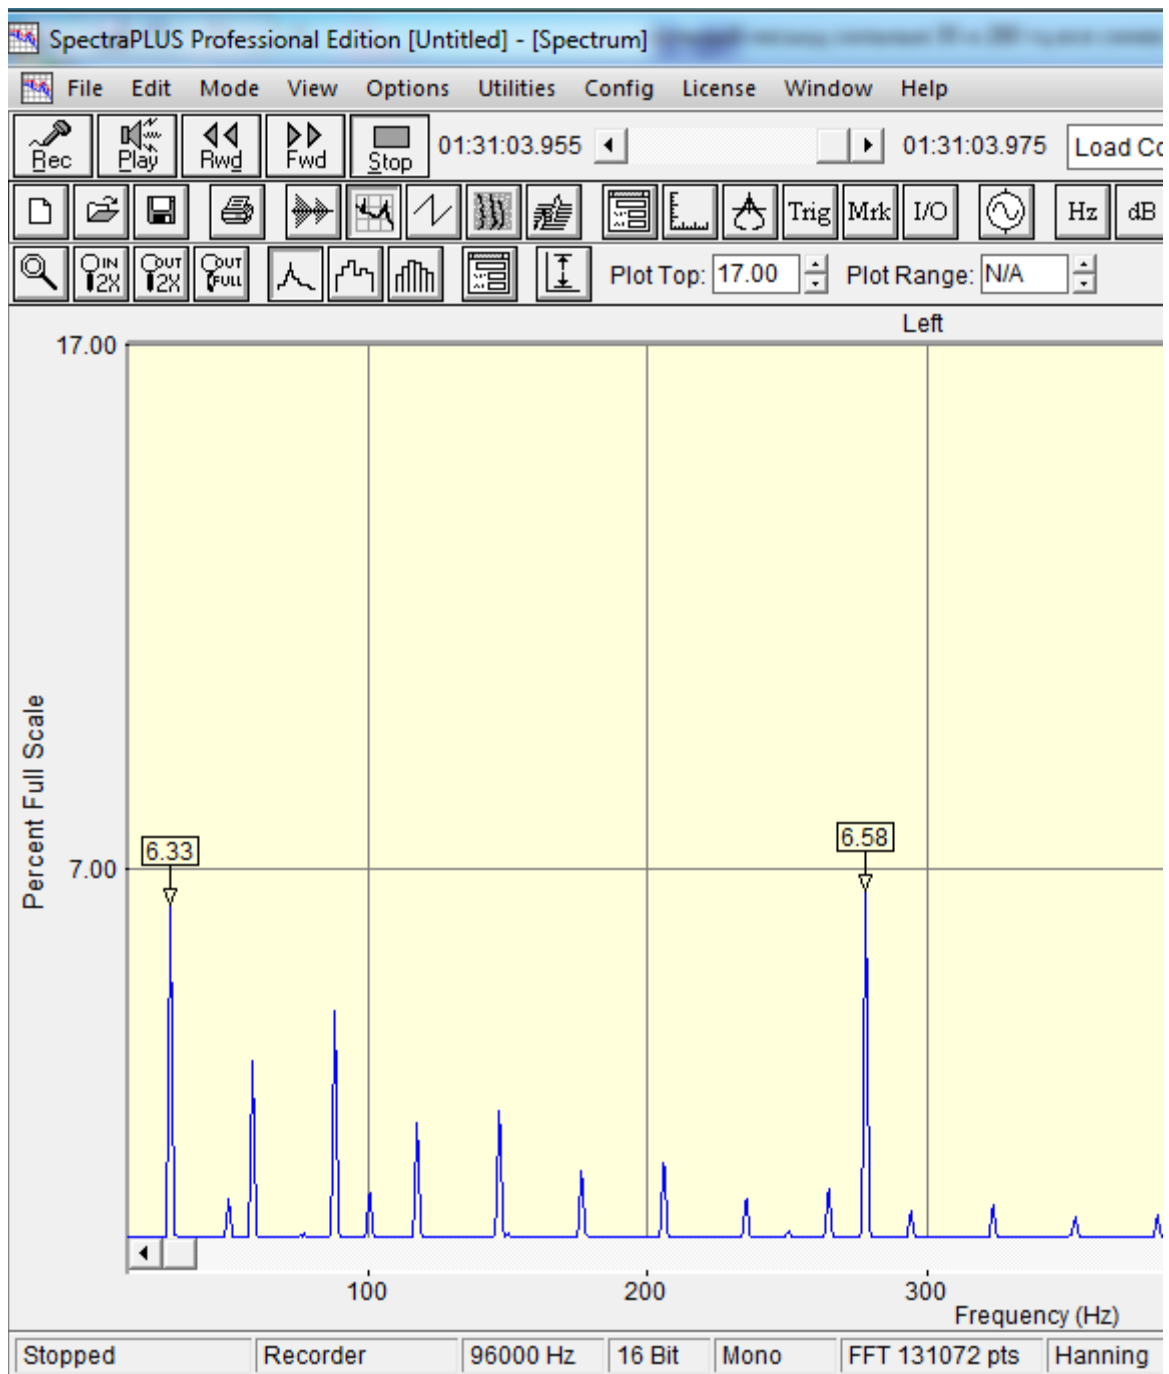 SpectraPLUS Professional Edition [Untitled] - [Spectrum]
File Edit Mode View Options Utilities Config License Window Help
Rec Play Rwd Fwd Stop 01:31:03.955 01:31:03.975 Load Co
Trig Mrk I/O Hz dB
IN 2X OUT 2X OUT FULL Plot Top: 17.00 Plot Range: N/A
Left
17.00
Percent Full Scale
6.33
6.58
7.00
100 200 300
Frequency (Hz)
Stopped Recorder 96000 Hz 16 Bit Mono FFT 131072 pts Hanning